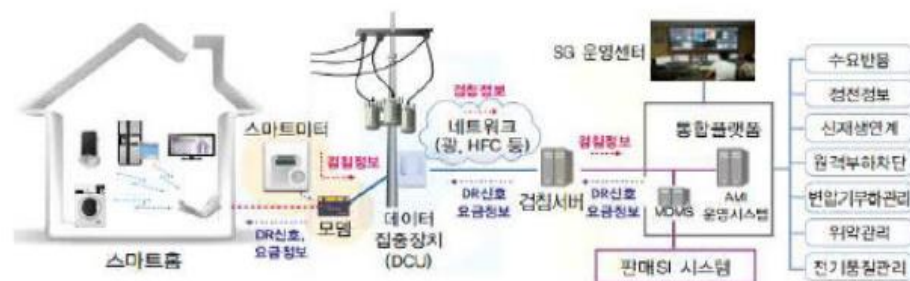 SG 운영센터
수요반응
정전정보
신재생연계
원격부하차단
변압기부하관리
위약관리
전기품질관리
검침정보
네트워크
(광, HFC 등)
스마트미터
검침정보
검침정보
통합플랫폼
DR신호
요금정보
검침서버
DR신호
요금정보
MDMS
AMI
운영시스템
DR신호,
요금정보
모뎀
데이터
집중장치
(DCU)
스마트홈
판매SI 시스템